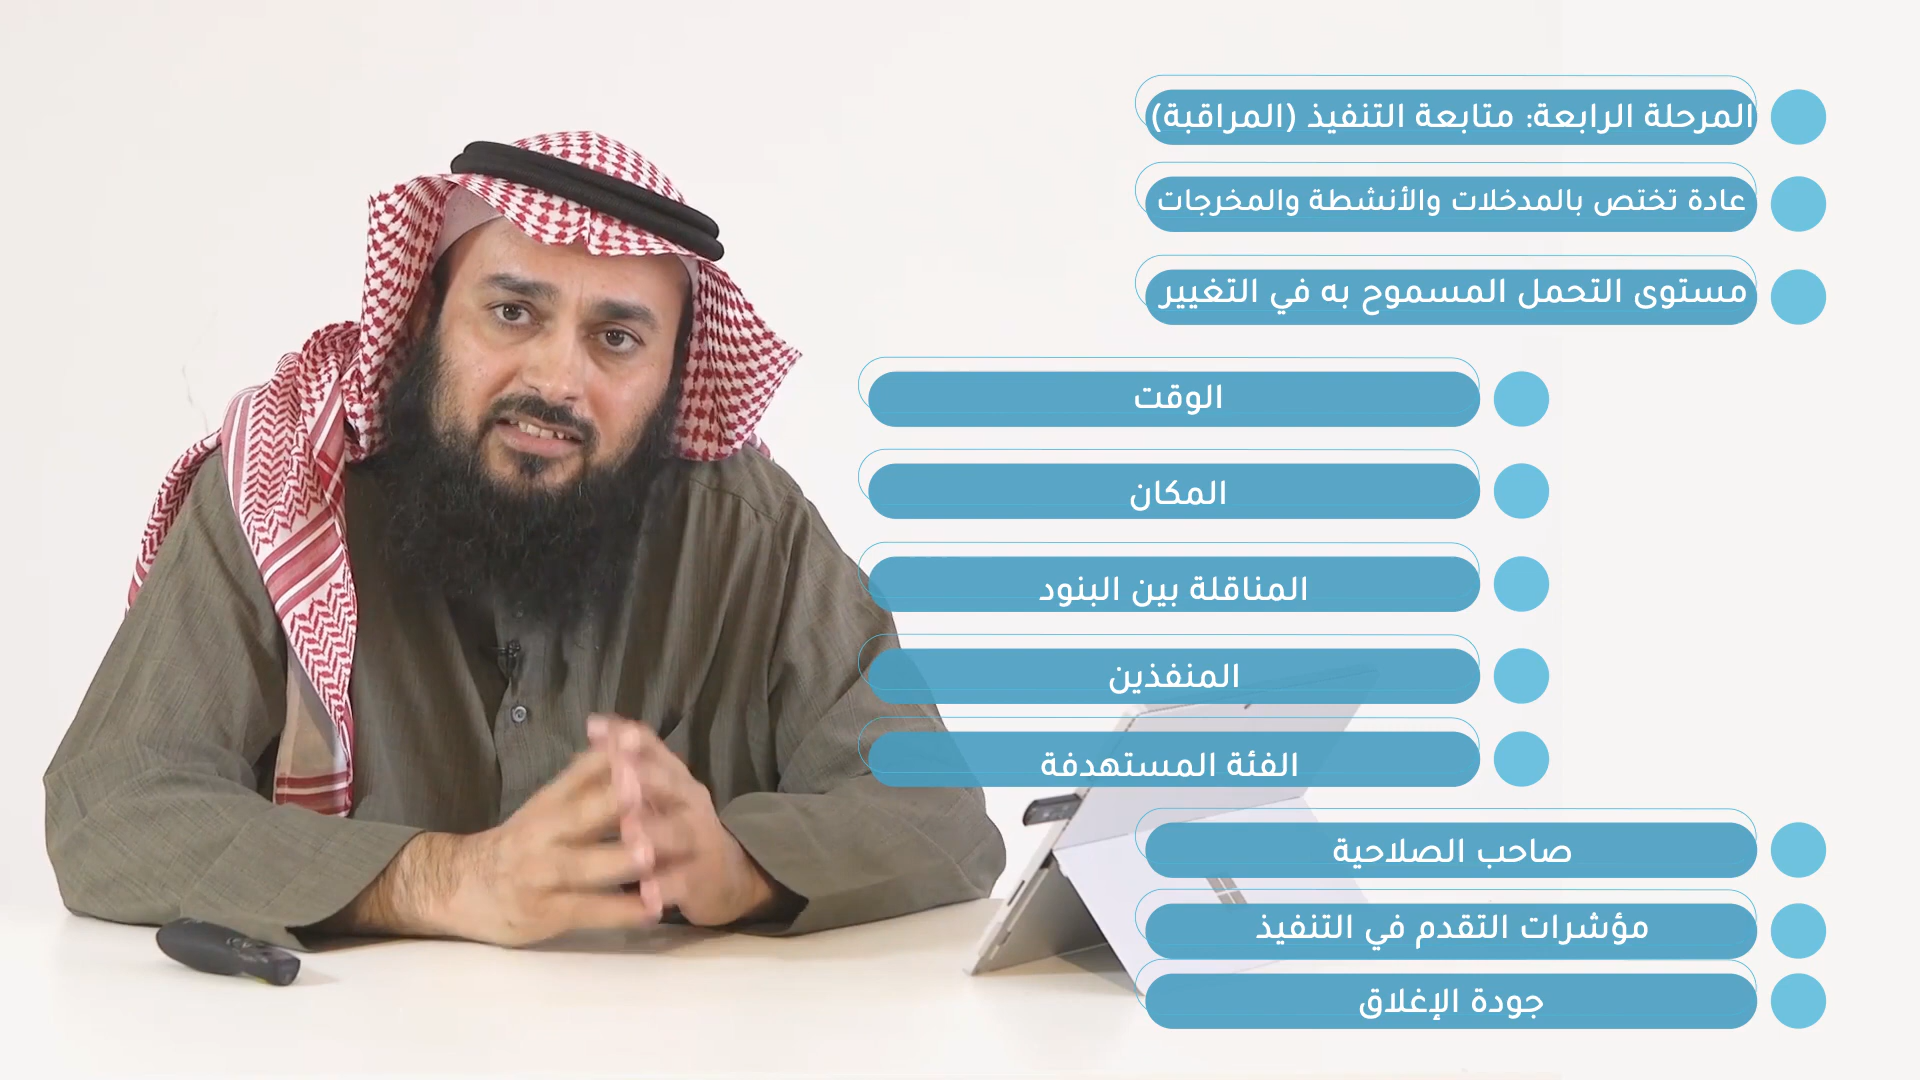 المرحلة الرابعة: متابعة التنفيذ (المراقبة)
عادة تختص بالمدخلات والأنشطة والمخرجات
مستوى التحمل المسموح به في التغيير
الوقت
المكان
المناقلة بين البنود
المنفذين
الفئة المستهدفة
صاحب الصلاحية
مؤشرات التقدم في التنفيذ
جودة الإغلاق